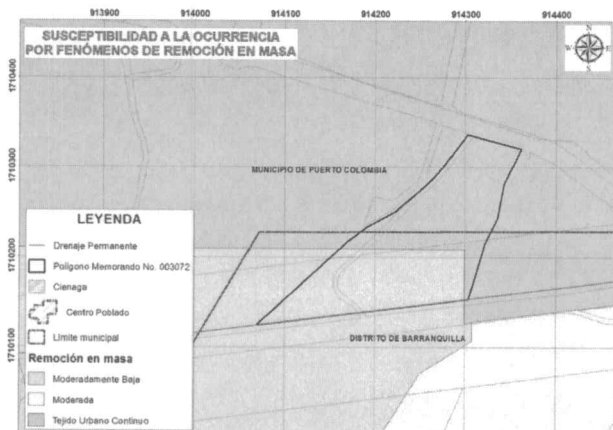 913900 914000 914100 914200 914300 914400
SUSCEPTIBILIDAD A LA OCURRENCIA
POR FENÓMENOS DE REMOCIÓN EN MASA
N
W E
S
1710400
1710300
1710200
1710100
MUNICIPIO DE PUERTO COLOMBIA
DISTRITO DE BARRANQUILLA
LEYENDA
Drenaje Permanente
Polígono Memorando No. 003072
Cienaga
Centro Poblado
Límite municipal
Remoción en masa
Moderadamente Baja
Moderada
Tejido Urbano Continuo